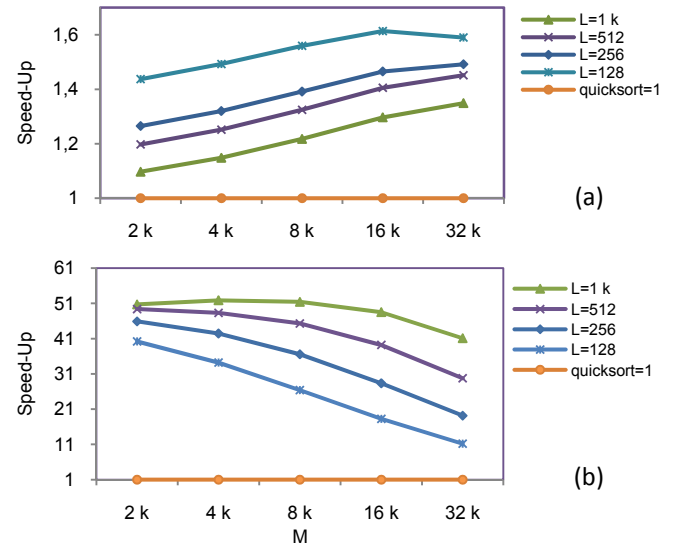 1,6
1,4
1,2
1
Speed-Up
2 k 4 k 8 k 16 k 32 k
L=1 k
L=512
L=256
L=128
quicksort=1
(a)
61
51
41
31
21
11
1
Speed-Up
2 k 4 k 8 k 16 k 32 k
M
L=1 k
L=512
L=256
L=128
quicksort=1
(b)